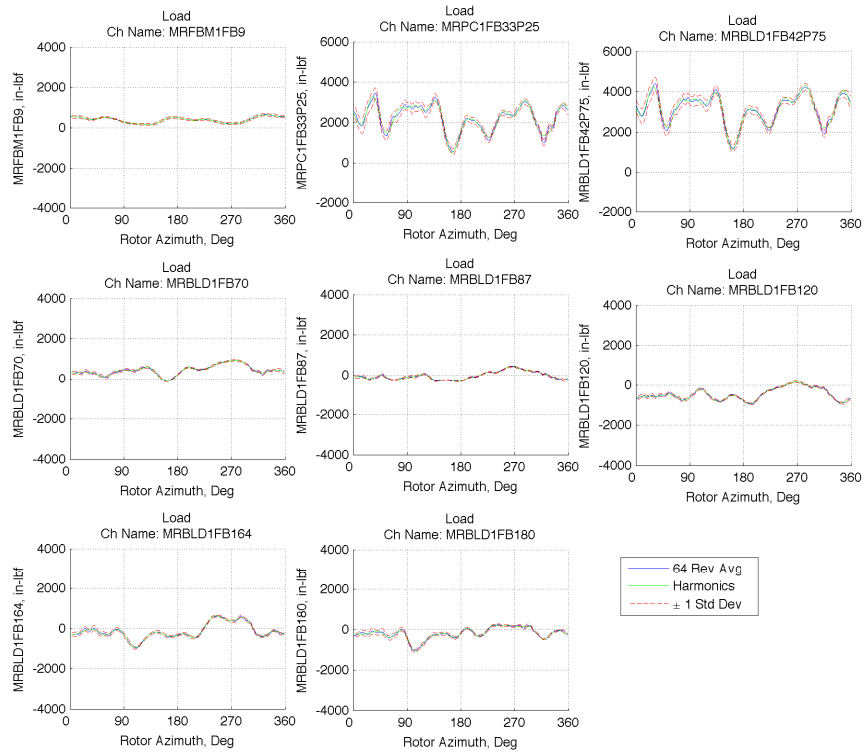 Load
Ch Name: MRFBM1FB9
MRFBM1FB9, in-lbf
4000
2000
0
-2000
-4000
0 90 180 270 360
Rotor Azimuth, Deg
Load
Ch Name: MRPC1FB33P25
MRPC1FB33P25, in-lbf
6000
4000
2000
0
-2000
0 90 180 270 360
Rotor Azimuth, Deg
Load
Ch Name: MRBLD1FB42P75
MRBLD1FB42P75, in-lbf
6000
4000
2000
0
-2000
0 90 180 270 360
Rotor Azimuth, Deg
Load
Ch Name: MRBLD1FB70
MRBLD1FB70, in-lbf
4000
2000
0
-2000
-4000
0 90 180 270 360
Rotor Azimuth, Deg
Load
Ch Name: MRBLD1FB87
MRBLD1FB87, in-lbf
4000
2000
0
-2000
-4000
0 90 180 270 360
Rotor Azimuth, Deg
Load
Ch Name: MRBLD1FB120
MRBLD1FB120, in-lbf
4000
2000
0
-2000
-4000
0 90 180 270 360
Rotor Azimuth, Deg
Load
Ch Name: MRBLD1FB164
MRBLD1FB164, in-lbf
4000
2000
0
-2000
-4000
0 90 180 270 360
Rotor Azimuth, Deg
Load
Ch Name: MRBLD1FB180
MRBLD1FB180, in-lbf
4000
2000
0
-2000
-4000
0 90 180 270 360
Rotor Azimuth, Deg
64 Rev Avg
Harmonics
± 1 Std Dev